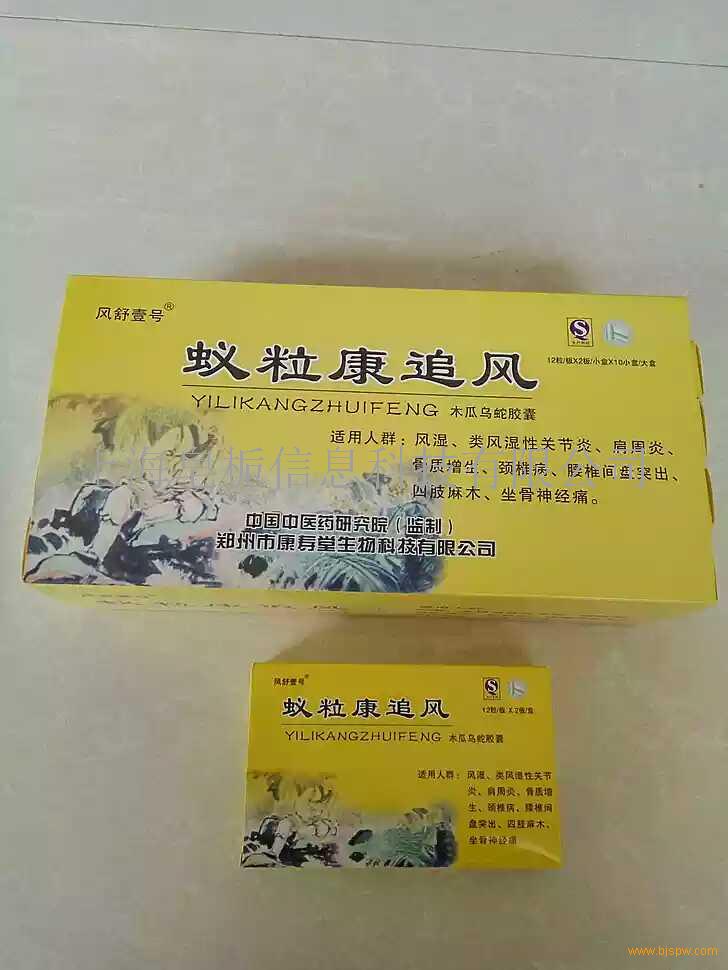 风舒壹号®
蚁粒康追风
12粒/板X2板/小盒X10小盒/大盒
YILIKANGZHUIFENG 木瓜乌蛇胶囊
适用人群：风湿、类风湿性关节炎、肩周炎、
骨质增生、颈椎病、腰椎间盘突出、
四肢麻木、坐骨神经痛。
中国中医药研究院（监制）
郑州市康寿堂生物科技有限公司
风舒壹号®
蚁粒康追风
12粒/板X2板/盒
YILIKANGZHUIFENG 木瓜乌蛇胶囊
适用人群：风湿、类风湿性关节
炎、肩周炎、骨质增
生、颈椎病、腰椎间
盘突出、四肢麻木、
坐骨神经痛
www.bjspw.com